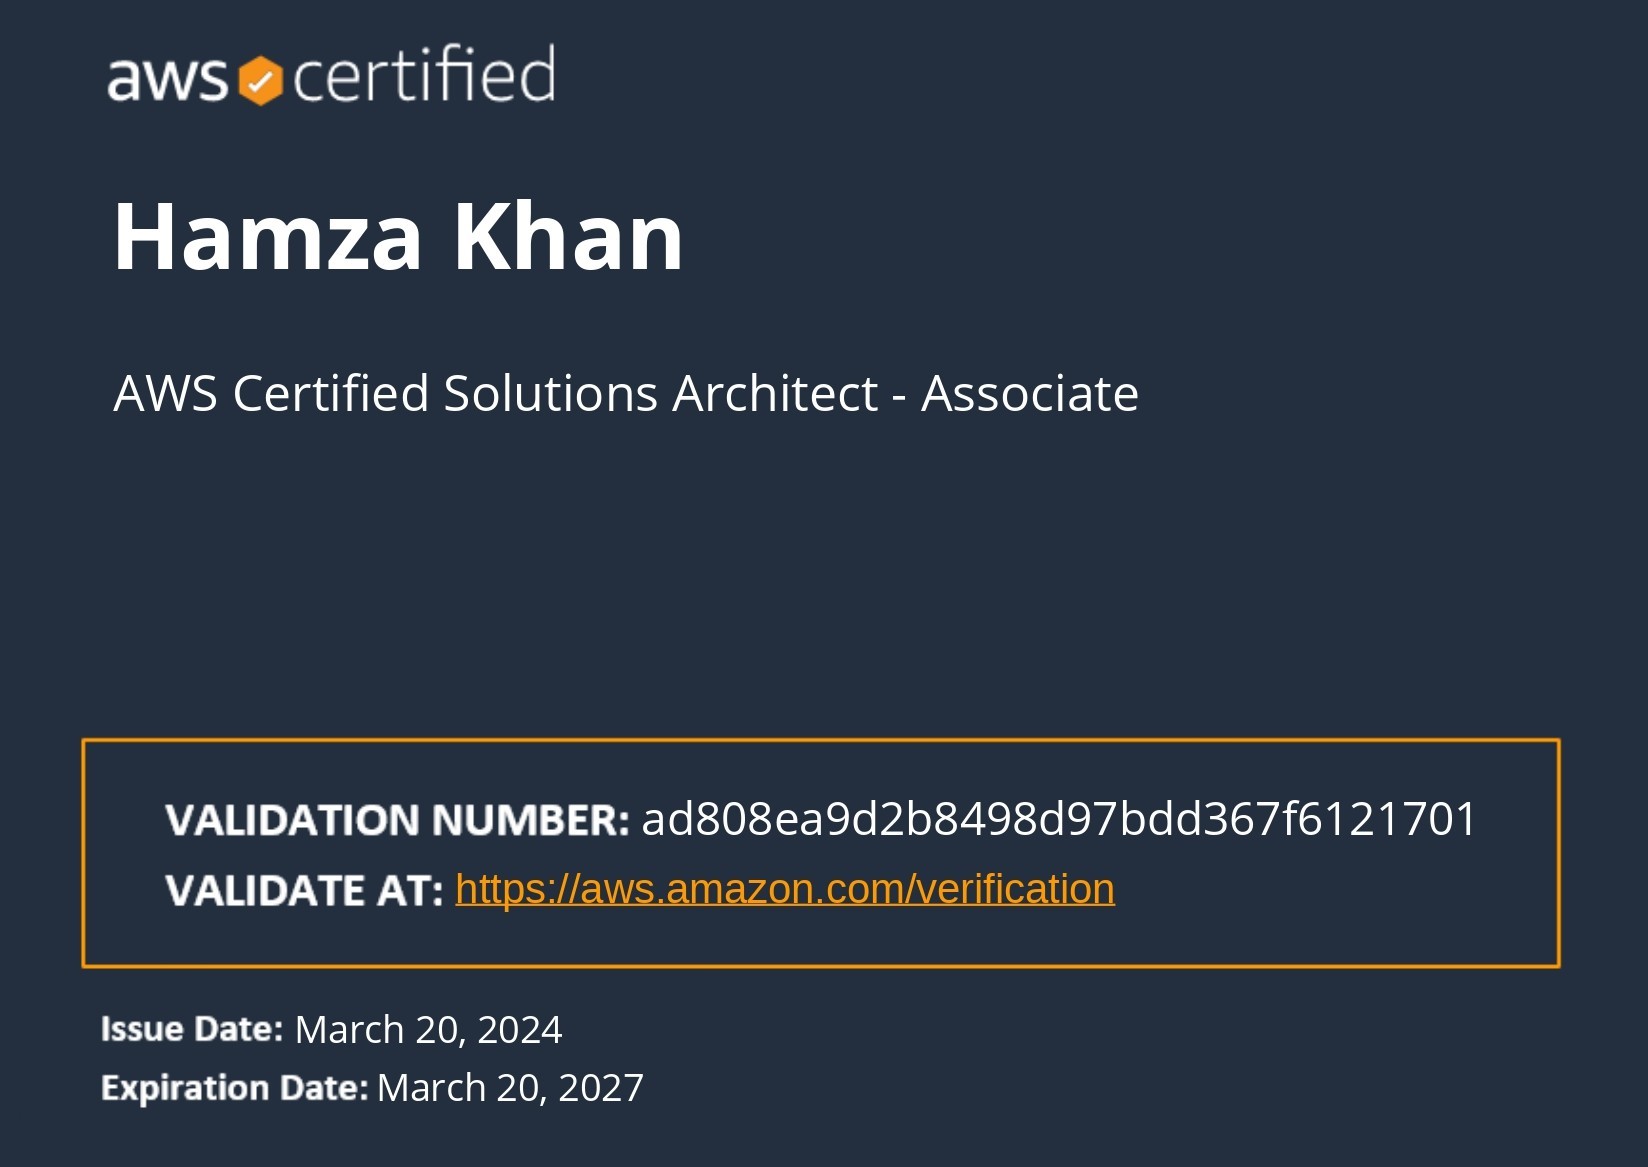 aws certified
Hamza Khan
AWS Certified Solutions Architect - Associate
VALIDATION NUMBER: ad808ea9d2b8498d97bdd367f6121701
VALIDATE AT: https://aws.amazon.com/verification
Issue Date: March 20, 2024
Expiration Date: March 20, 2027